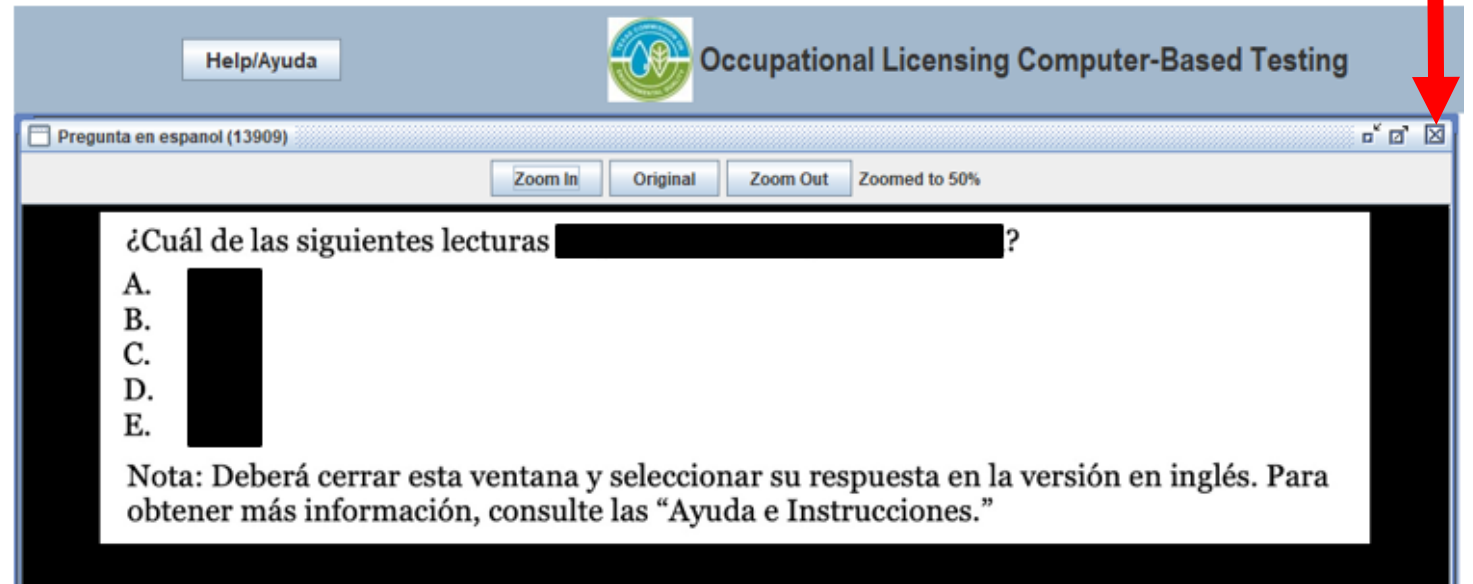 Help/Ayuda
Occupational Licensing Computer-Based Testing
Pregunta en espanol (13909)
Zoom In Original Zoom Out Zoomed to 50%
¿Cuál de las siguientes lecturas ?
A.
B.
C.
D.
E.
Nota: Deberá cerrar esta ventana y seleccionar su respuesta en la versión en inglés. Para
obtener más información, consulte las “Ayuda e Instrucciones.”